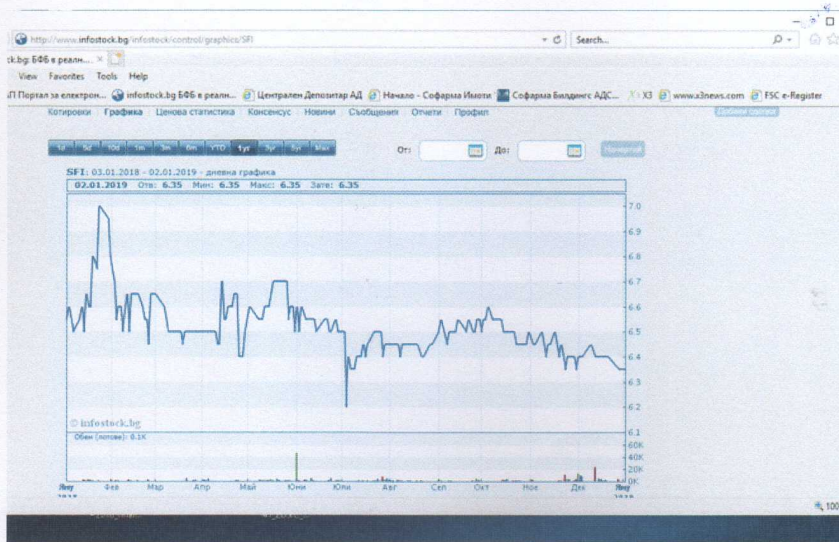 http://www.infostock.bg/infostock/control/graphics/SFI
Search...
ck.bg: БФБ в реалн...
View Favorites Tools Help
П Портал за електрон... infostock.bg БФБ в реалн... Централен Депозитар АД Начало - Софарма Имоти Софарма Билдингс АДС... X3 www.x3news.com FSC e-Register
Котировки Графика Ценова статистика Консенсус Новини Съобщения Отчети Профил
1d 5d 10d 1m 3m 6m YTD 1yr 3yr 5yr Max От: До:
SFI: 03.01.2018 - 02.01.2019 - дневна графика
02.01.2019 Отв: 6.35 Мин: 6.35 Макс: 6.35 Затв: 6.35
7.0
6.9
6.8
6.7
6.6
6.5
6.4
6.3
6.2
6.1
© infostock.bg
Обем (лотове): 0.1K
60K
40K
20K
0K
Яну Фев Мар Апр Май Юни Юли Авг Сеп Окт Ное Дек Яну
100